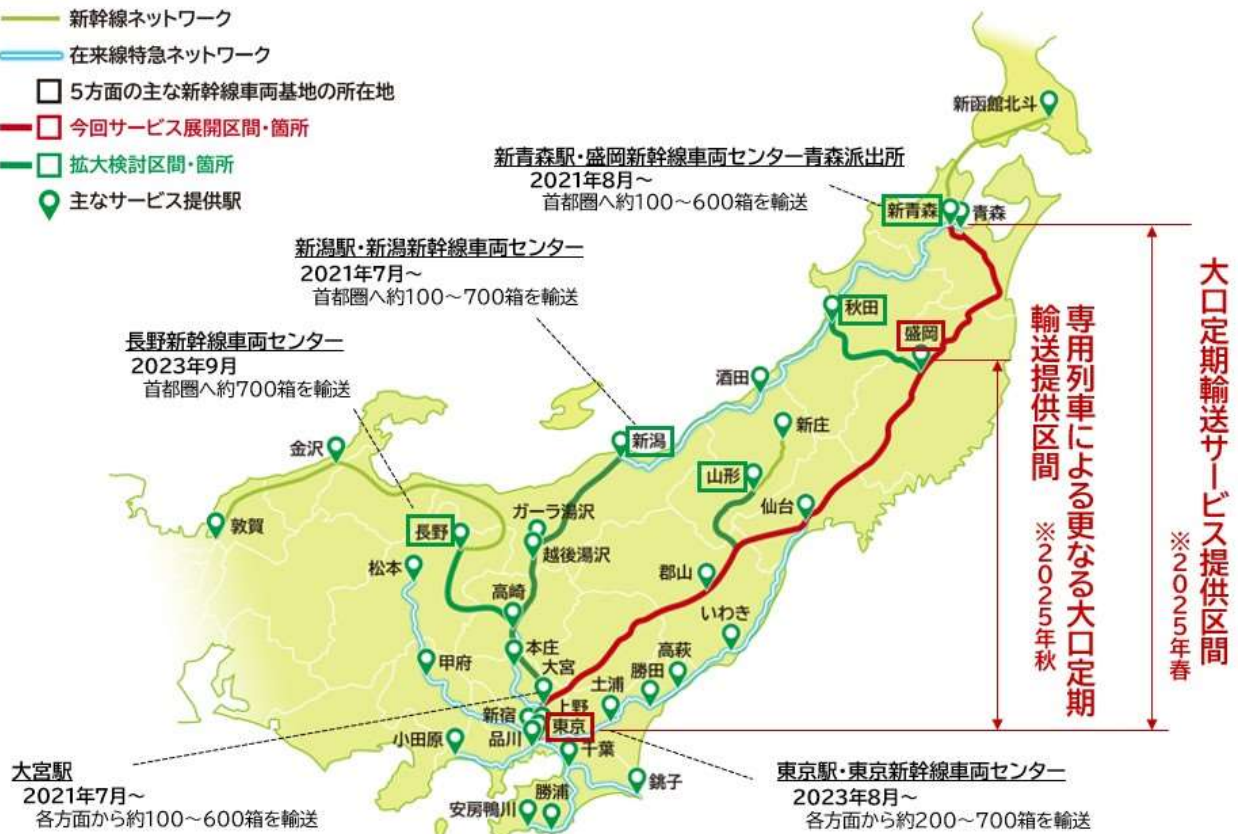 新幹線ネットワーク
在来線特急ネットワーク
5方面の主な新幹線車両基地の所在地
今回サービス展開区間・箇所
拡大検討区間・箇所
主なサービス提供駅
新函館北斗
新青森駅・盛岡新幹線車両センター青森派出所
2021年8月～
首都圏へ約100～600箱を輸送
新青森
青森
新潟駅・新潟新幹線車両センター
2021年7月～
首都圏へ約100～700箱を輸送
秋田
盛岡
長野新幹線車両センター
2023年9月
首都圏へ約700箱を輸送
酒田
新庄
金沢
新潟
山形
仙台
敦賀
長野
ガーラ湯沢
越後湯沢
松本
郡山
高崎
いわき
本庄
高萩
甲府
大宮
勝田
土浦
上野
新宿
東京
品川
小田原
千葉
銚子
勝浦
安房鴨川
大宮駅
2021年7月～
各方面から約100～600箱を輸送
東京駅・東京新幹線車両センター
2023年8月～
各方面から約200～700箱を輸送
専用列車による更なる大口定期
輸送提供区間 ※2025年秋
大口定期輸送サービス提供区間
※2025年春